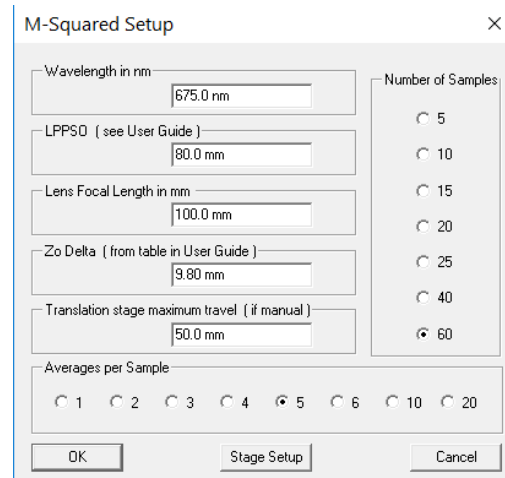 M-Squared Setup
Wavelength in nm
675.0 nm
LPPSO ( see User Guide )
80.0 mm
Lens Focal Length in mm
100.0 mm
Zo Delta ( from table in User Guide )
9.80 mm
Translation stage maximum travel ( if manual )
50.0 mm
Number of Samples
5
10
15
20
25
40
60
Averages per Sample
1 2 3 4 5 6 10 20
OK Stage Setup Cancel